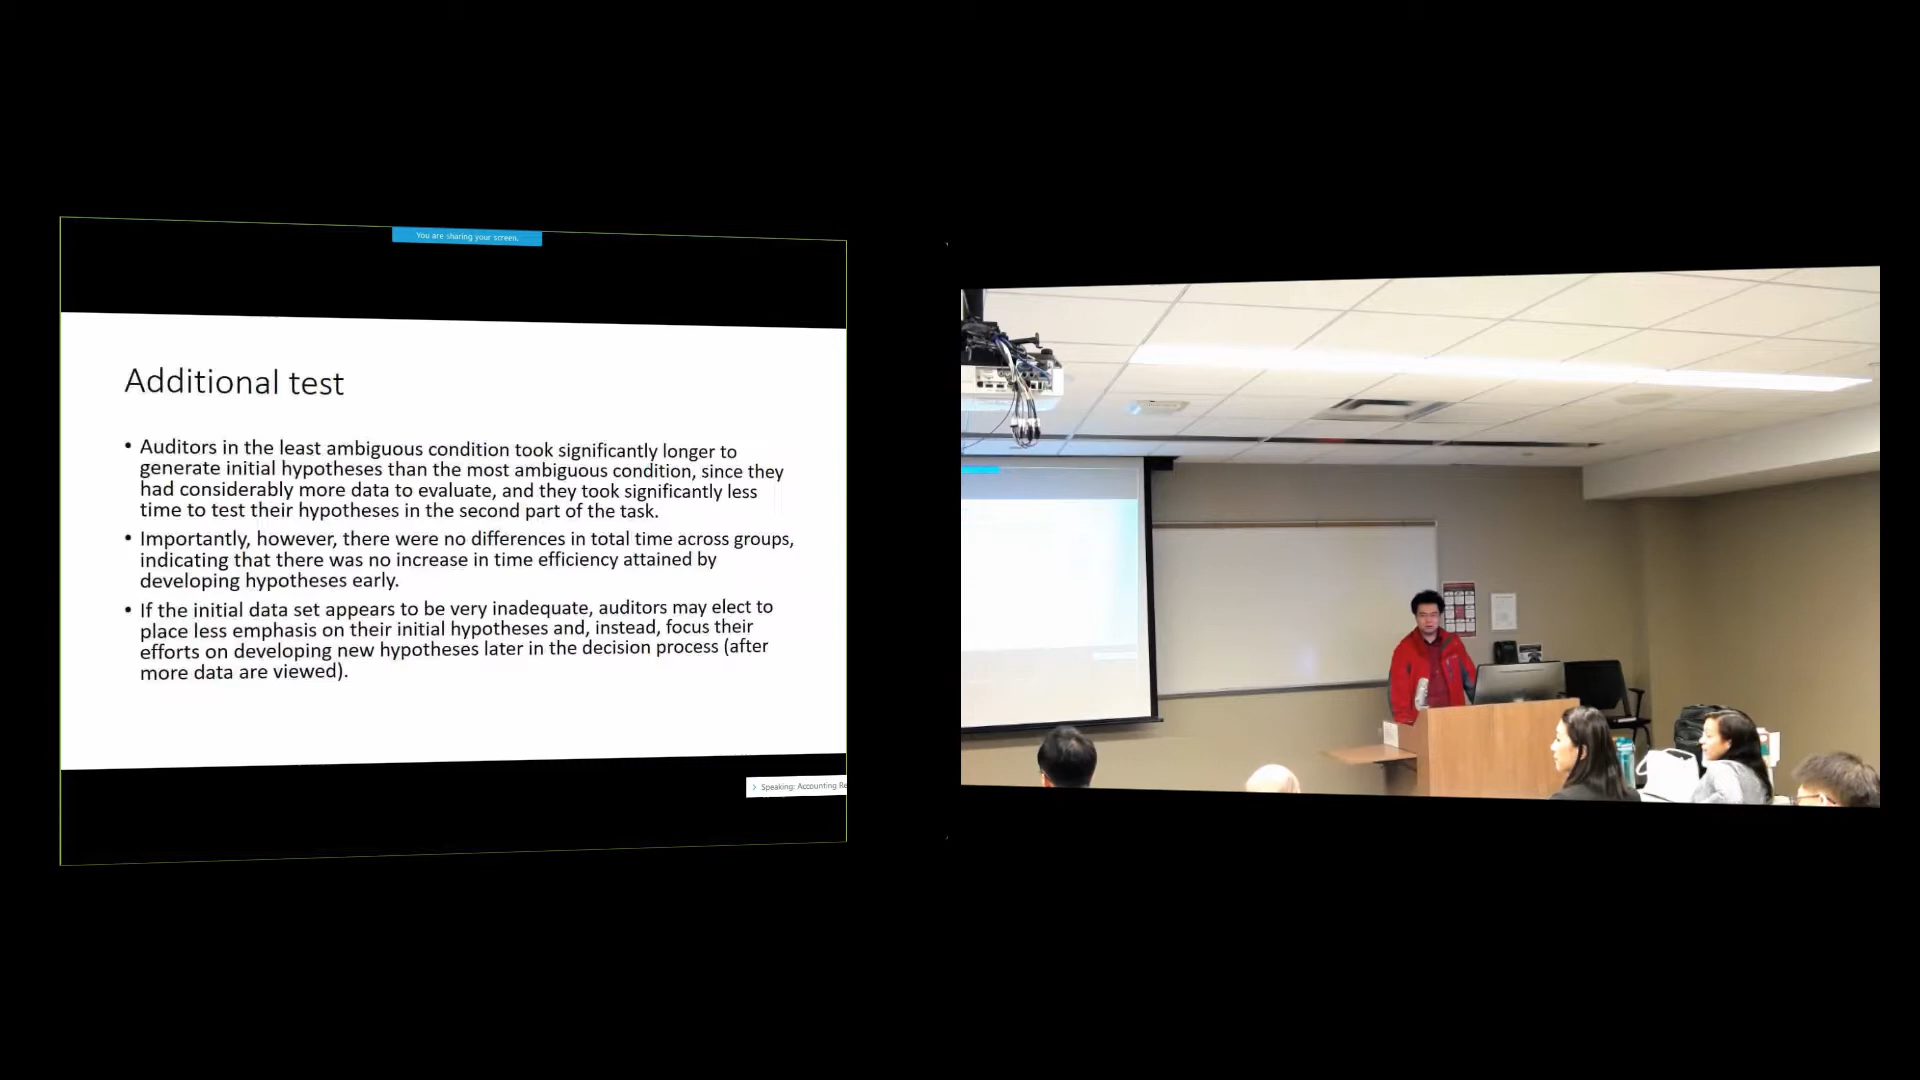 You are sharing your screen.
Additional test
• Auditors in the least ambiguous condition took significantly longer to
generate initial hypotheses than the most ambiguous condition, since they
had considerably more data to evaluate, and they took significantly less
time to test their hypotheses in the second part of the task.
• Importantly, however, there were no differences in total time across groups,
indicating that there was no increase in time efficiency attained by
developing hypotheses early.
• If the initial data set appears to be very inadequate, auditors may elect to
place less emphasis on their initial hypotheses and, instead, focus their
efforts on developing new hypotheses later in the decision process (after
more data are viewed).
Speaking: Accounting Re